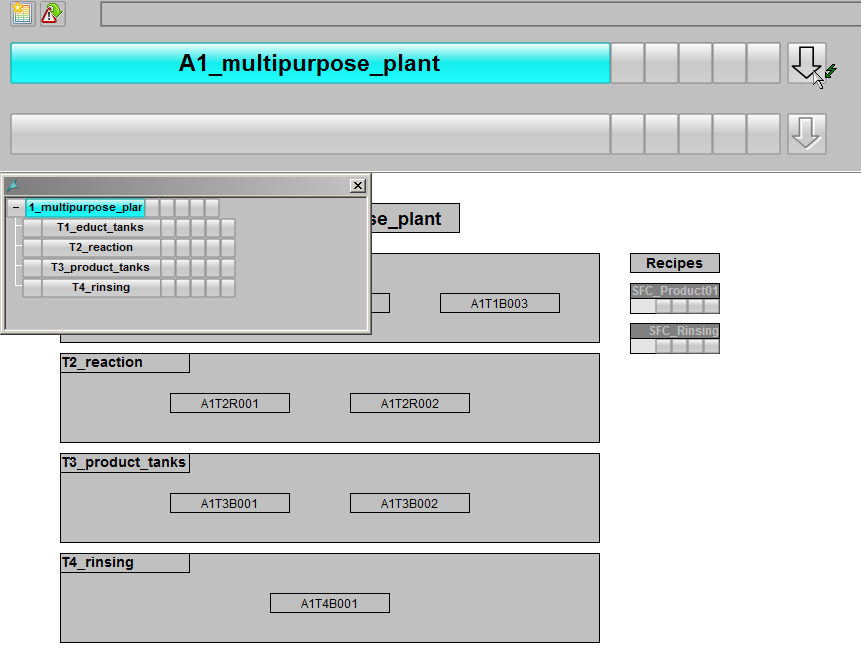 A1_multipurpose_plant
1_multipurpose_plar
T1_educt_tanks
T2_reaction
T3_product_tanks
T4_rinsing
se_plant
A1T1B003
Recipes
SFC_Product01
SFC_Rinsing
T2_reaction
A1T2R001
A1T2R002
T3_product_tanks
A1T3B001
A1T3B002
T4_rinsing
A1T4B001